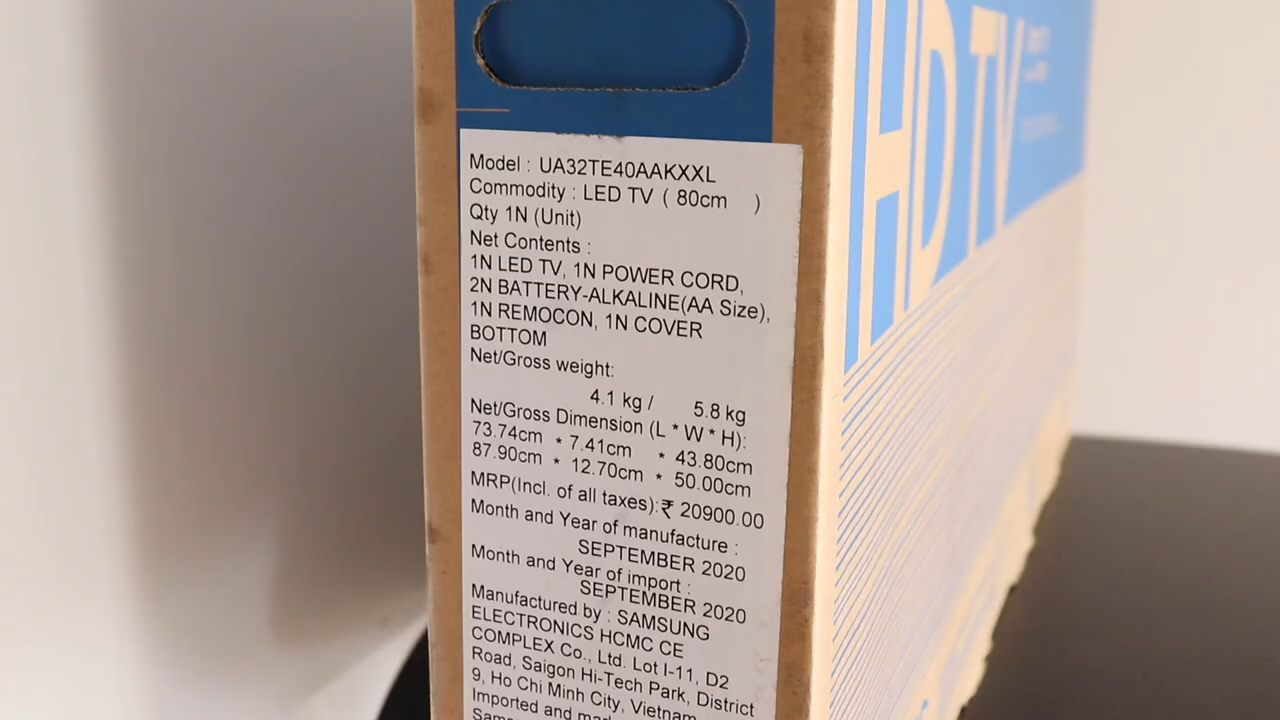 HD TV
Model : UA32TE40AAKXXL
Commodity : LED TV ( 80cm )
Qty 1N (Unit)
Net Contents :
1N LED TV, 1N POWER CORD,
2N BATTERY-ALKALINE(AA Size),
1N REMOCON, 1N COVER
BOTTOM
Net/Gross weight:
4.1 kg / 5.8 kg
Net/Gross Dimension (L * W * H):
73.74cm * 7.41cm * 43.80cm
87.90cm * 12.70cm * 50.00cm
MRP(Incl. of all taxes):₹ 20900.00
Month and Year of manufacture :
SEPTEMBER 2020
Month and Year of import :
SEPTEMBER 2020
Manufactured by : SAMSUNG
ELECTRONICS HCMC CE
COMPLEX Co., Ltd. Lot I-11, D2
Road, Saigon Hi-Tech Park, District
9, Ho Chi Minh City, Vietnam
Imported and